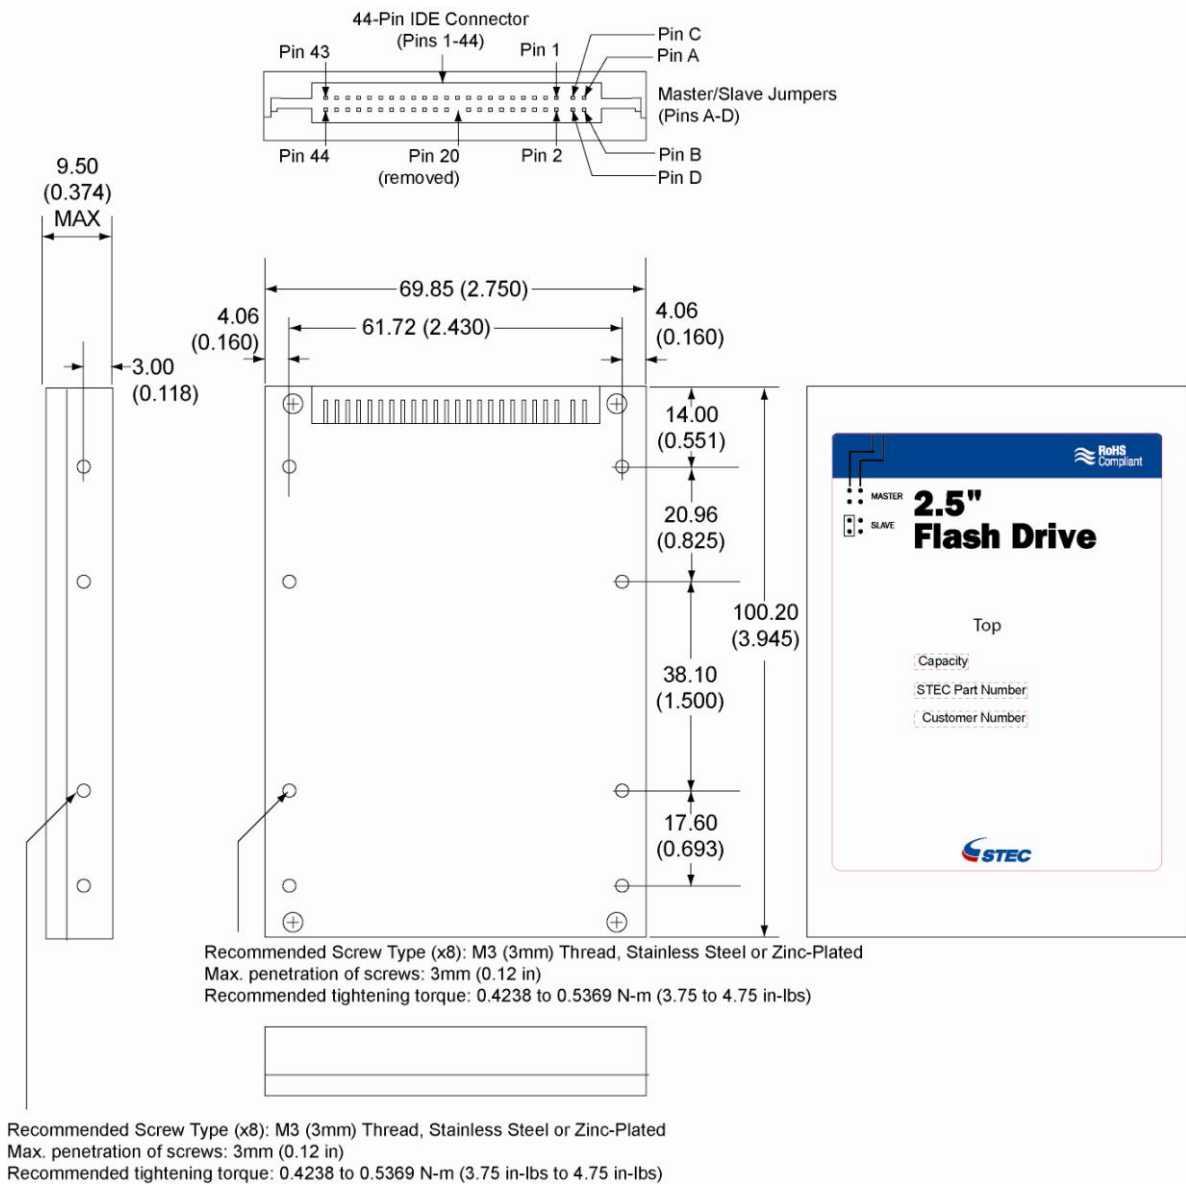 44-Pin IDE Connector
(Pins 1-44)
Pin 43
Pin 1
Pin C
Pin A
Master/Slave Jumpers
(Pins A-D)
Pin 44
Pin 20
(removed)
Pin 2
Pin B
Pin D
9.50
(0.374)
MAX
3.00
(0.118)
69.85 (2.750)
4.06
(0.160)
61.72 (2.430)
4.06
(0.160)
14.00
(0.551)
20.96
(0.825)
38.10
(1.500)
17.60
(0.693)
100.20
(3.945)
RoHS
Compliant
MASTER
SLAVE
2.5"
Flash Drive
Top
Capacity
STEC Part Number
Customer Number
STEC
Recommended Screw Type (x8): M3 (3mm) Thread, Stainless Steel or Zinc-Plated
Max. penetration of screws: 3mm (0.12 in)
Recommended tightening torque: 0.4238 to 0.5369 N-m (3.75 to 4.75 in-lbs)
Recommended Screw Type (x8): M3 (3mm) Thread, Stainless Steel or Zinc-Plated
Max. penetration of screws: 3mm (0.12 in)
Recommended tightening torque: 0.4238 to 0.5369 N-m (3.75 in-lbs to 4.75 in-lbs)